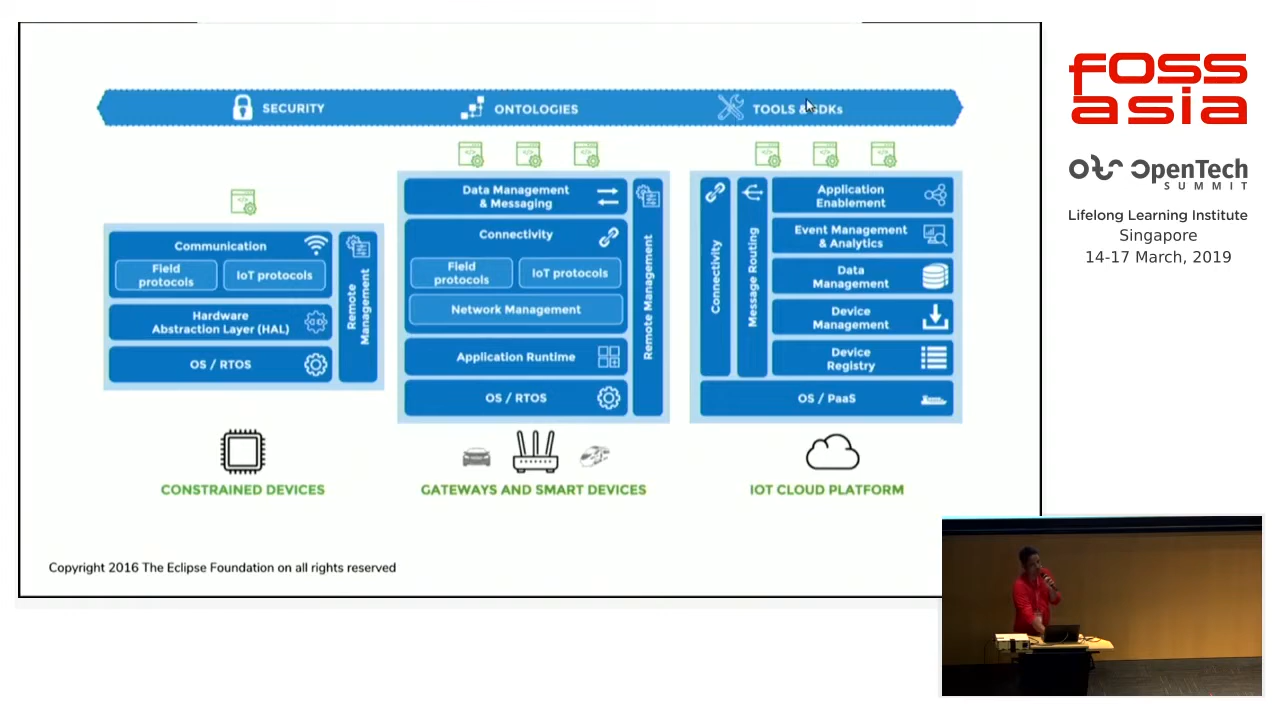 SECURITY
ONTOLOGIES
TOOLS & SDKs
Communication
Field
protocols
IoT protocols
Hardware
Abstraction Layer (HAL)
OS / RTOS
Remote
Management
CONSTRAINED DEVICES
Data Management
& Messaging
Connectivity
Field
protocols
IoT protocols
Network Management
Application Runtime
OS / RTOS
Remote Management
GATEWAYS AND SMART DEVICES
Connectivity
Message Routing
Application
Enablement
Event Management
& Analytics
Data
Management
Device
Management
Device
Registry
OS / PaaS
IOT CLOUD PLATFORM
Copyright 2016 The Eclipse Foundation on all rights reserved
FOSS
asia
OpenTech
SUMMIT
Lifelong Learning Institute
Singapore
14-17 March, 2019